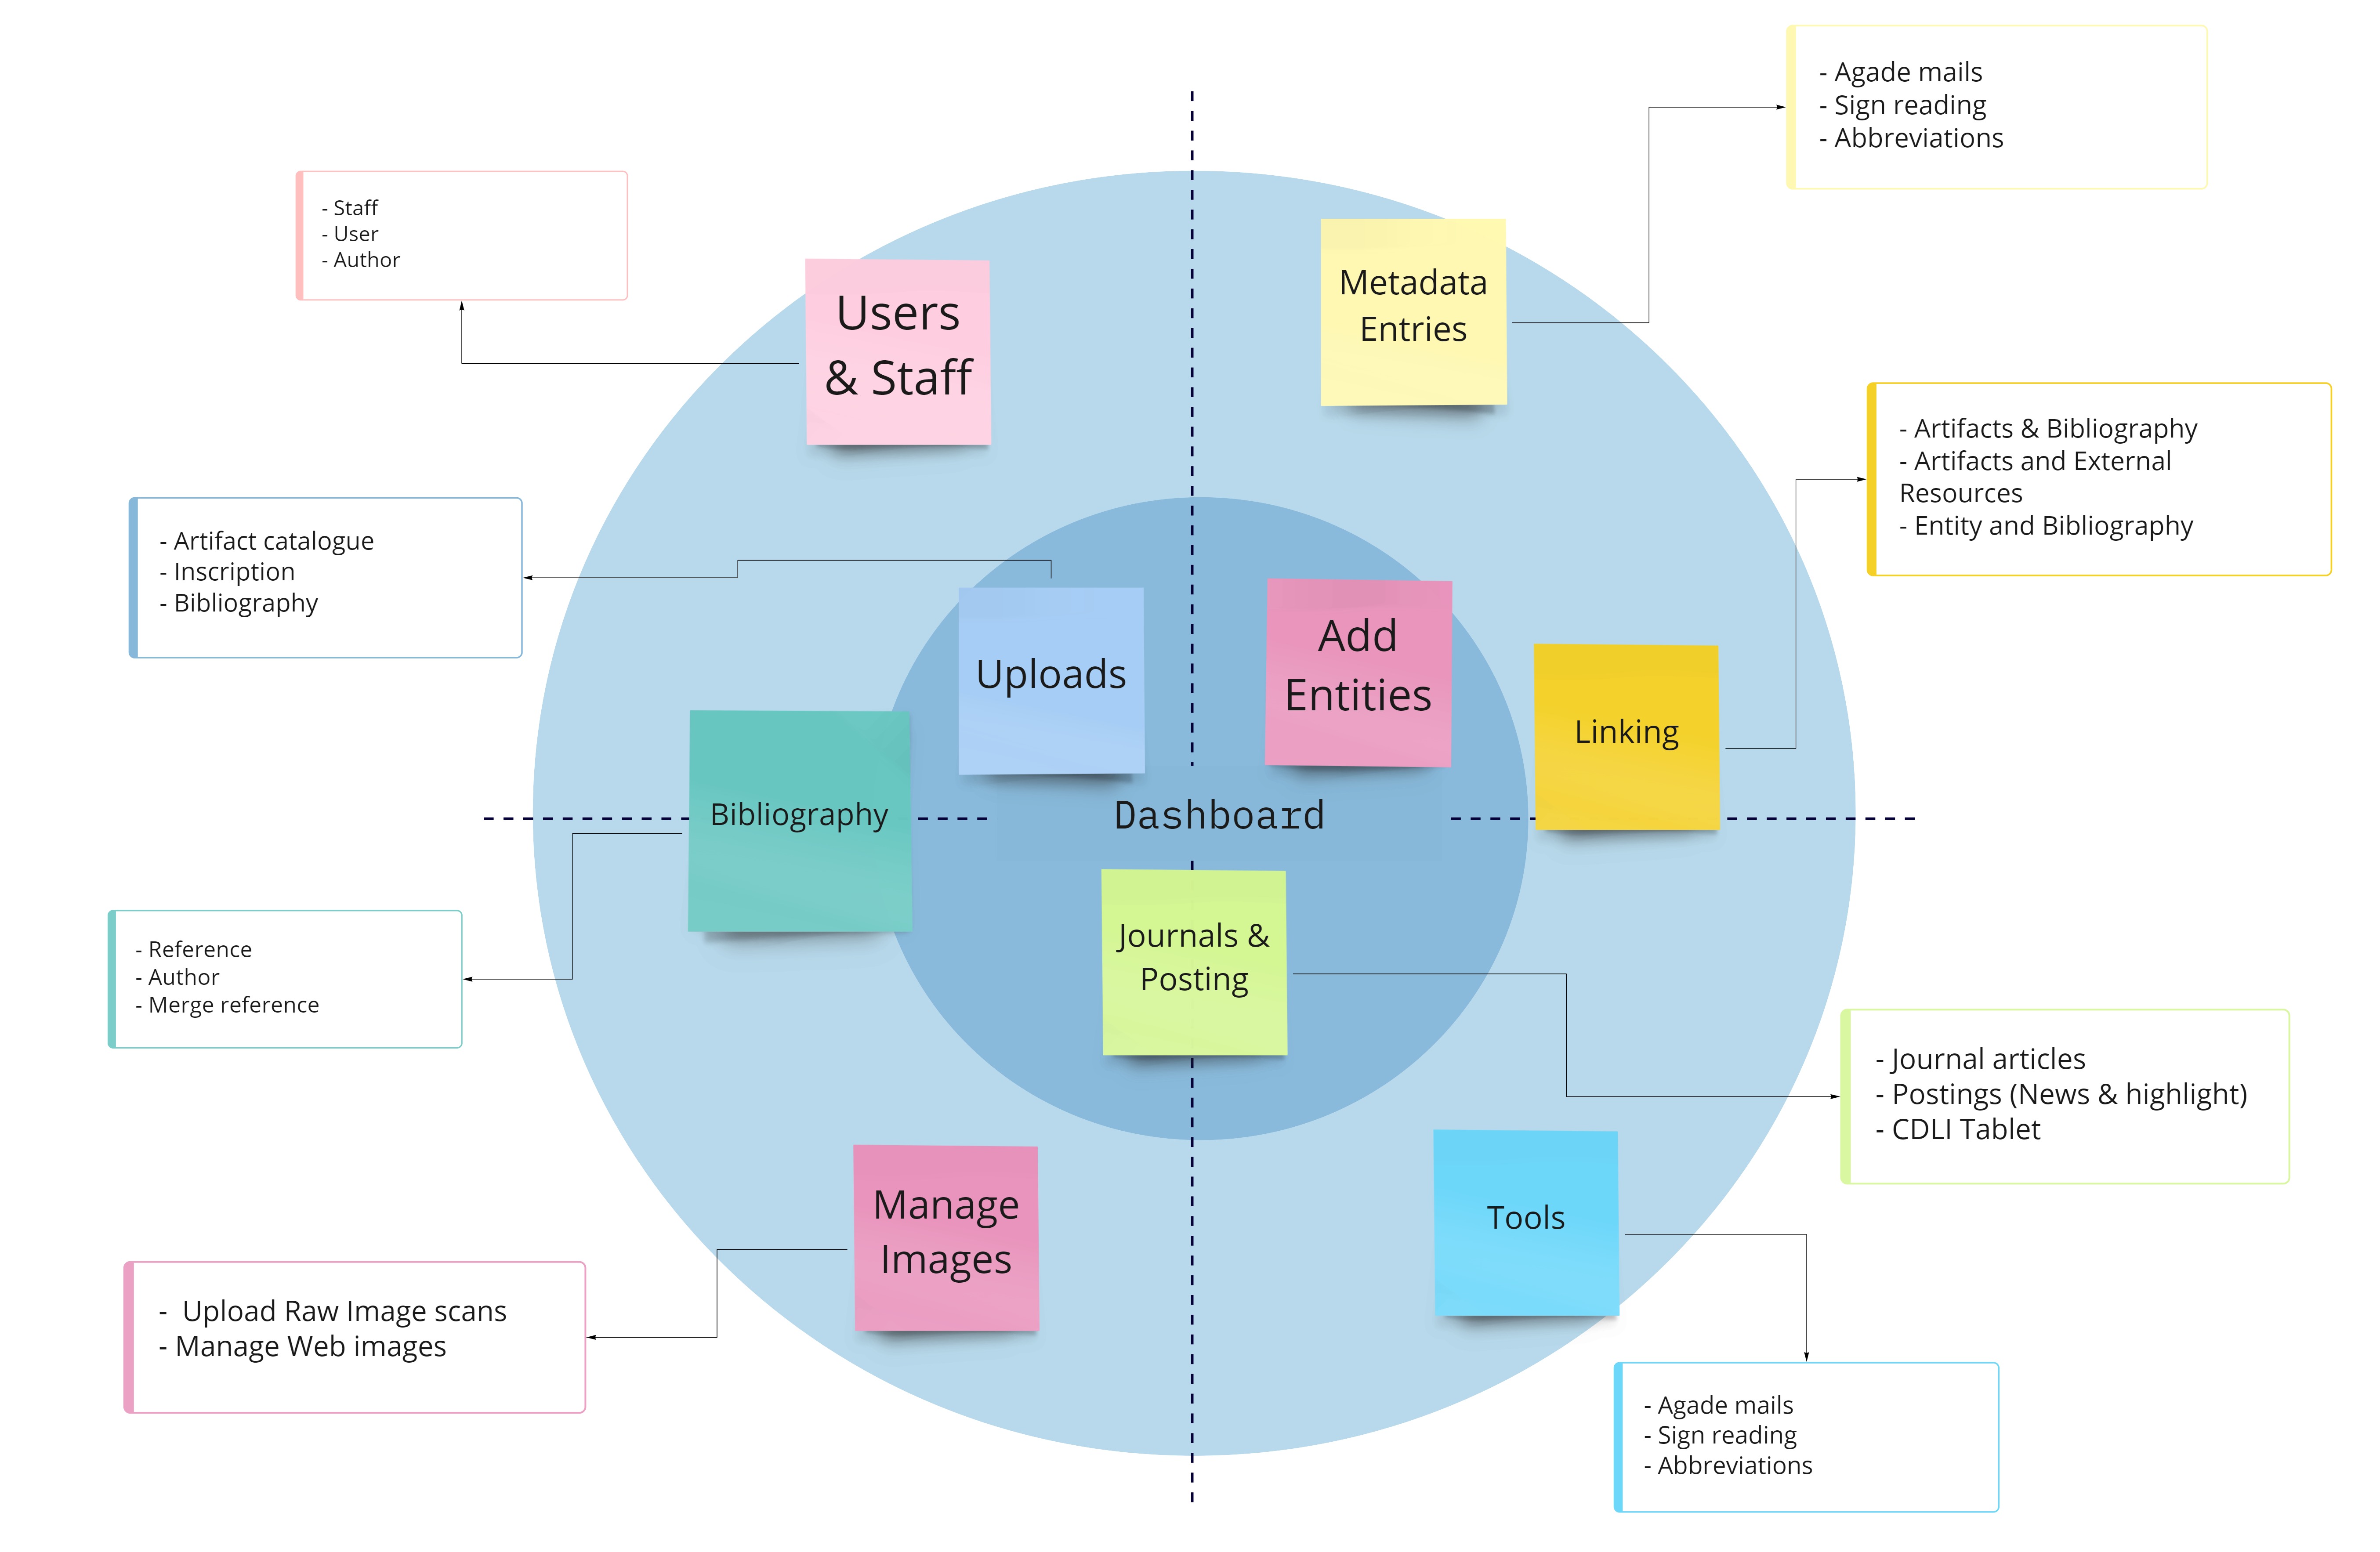 - Agade mails
- Sign reading
- Abbreviations
- Staff
- User
- Author
Users
& Staff
Metadata
Entries
- Artifacts & Bibliography
- Artifacts and External
Resources
- Entity and Bibliography
- Artifact catalogue
- Inscription
- Bibliography
Uploads
Add
Entities
Linking
Bibliography
Dashboard
Journals &
Posting
- Reference
- Author
- Merge reference
- Journal articles
- Postings (News & highlight)
- CDLI Tablet
Manage
Images
Tools
- Upload Raw Image scans
- Manage Web images
- Agade mails
- Sign reading
- Abbreviations